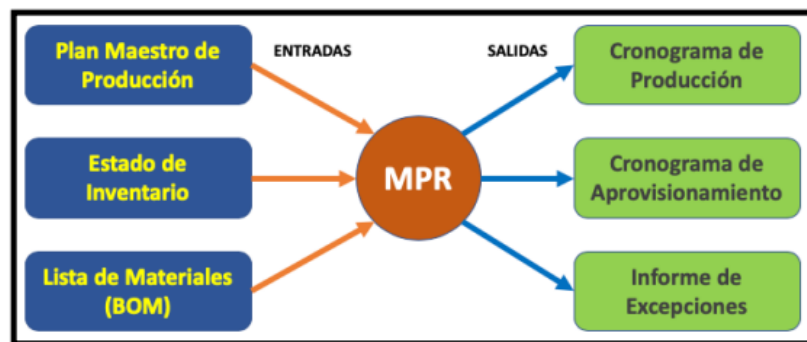 Plan Maestro de
Producción
ENTRADAS
SALIDAS
Cronograma de
Producción
Estado de
Inventario
MPR
Cronograma de
Aprovisionamiento
Lista de Materiales
(BOM)
Informe de
Excepciones